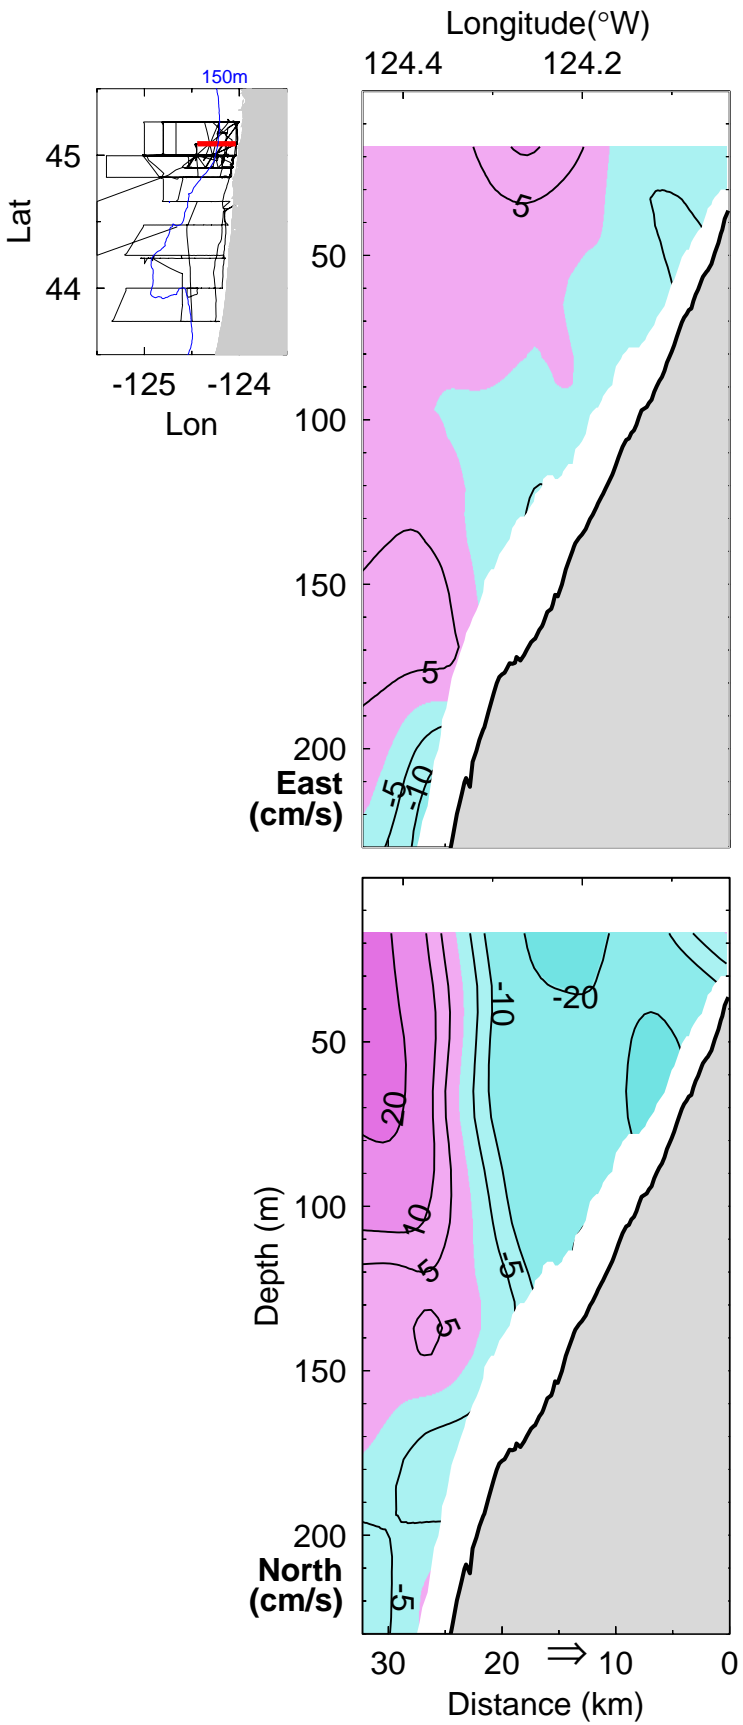 Longitude(°W)
124.4 124.2
150m
45
44
Lat
-125 -124
Lon
50
100
150
200
East
(cm/s)
5
5
-5
-10
50
100
150
200
Depth (m)
North
(cm/s)
-10
-20
20
10
5
-5
5
-5
30 20 ⇒ 10 0
Distance (km)